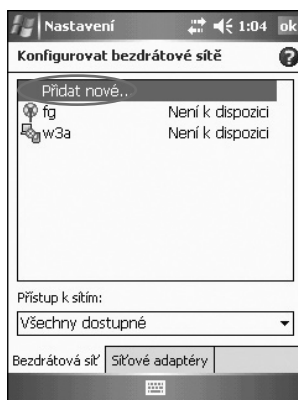 Nastavení 1:04 ok
Konfigurovat bezdrátové sítě
Přidat nové..
fg Není k dispozici
w3a Není k dispozici
Přístup k sítím:
Všechny dostupné
Bezdrátová síť Síťové adaptéry